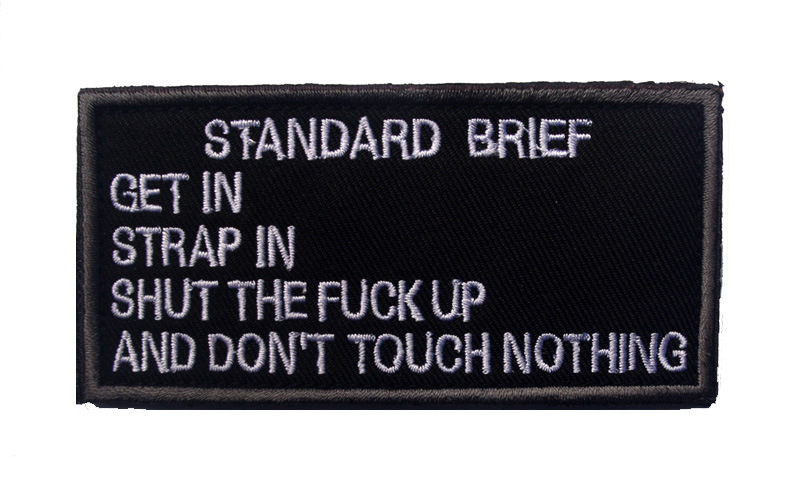 STANDARD BRIEF
GET IN
STRAP IN
SHUT THE FUCK UP
AND DON'T TOUCH NOTHING